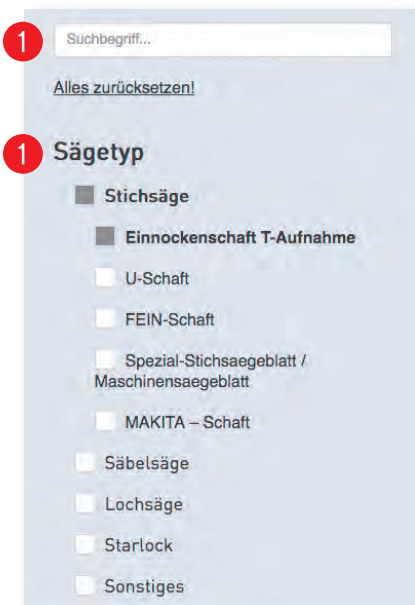 1 Suchbegriff...
Alles zurücksetzen!
1 Sägetyp
Stichsäge
Einnockenschaft T-Aufnahme
U-Schaft
FEIN-Schaft
Spezial-Stichsaegeblatt /
Maschinensaegeblatt
MAKITA – Schaft
Säbelsäge
Lochsäge
Starlock
Sonstiges